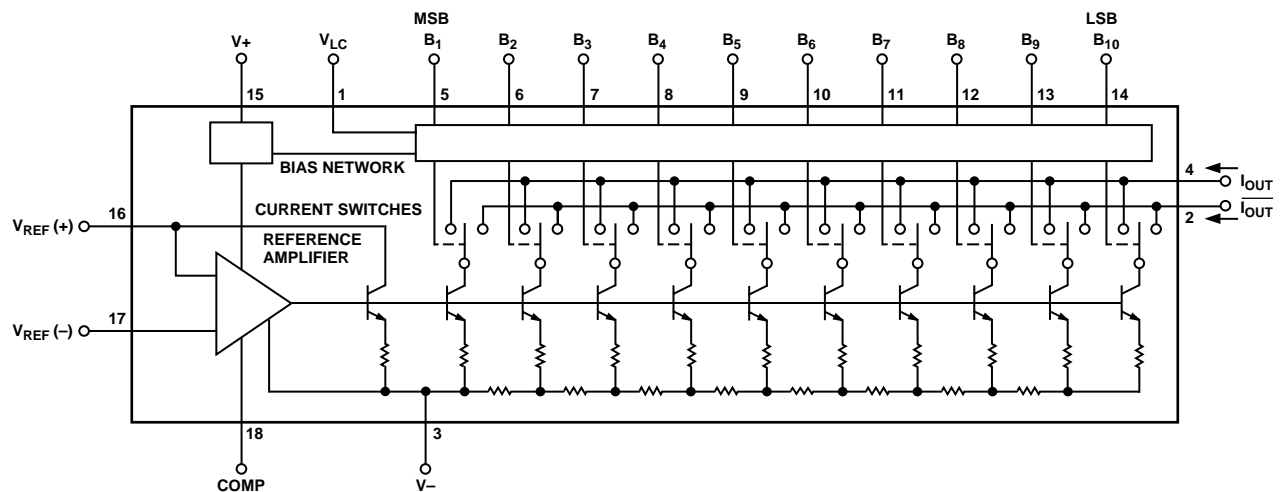 MSB LSB
V+ VLC B1 B2 B3 B4 B5 B6 B7 B8 B9 B10
15 1 5 6 7 8 9 10 11 12 13 14
BIAS NETWORK
4 IOUT
16 CURRENT SWITCHES IOUT
VREF (+) 2
REFERENCE
AMPLIFIER
17
VREF (–)
18 3
COMP V–